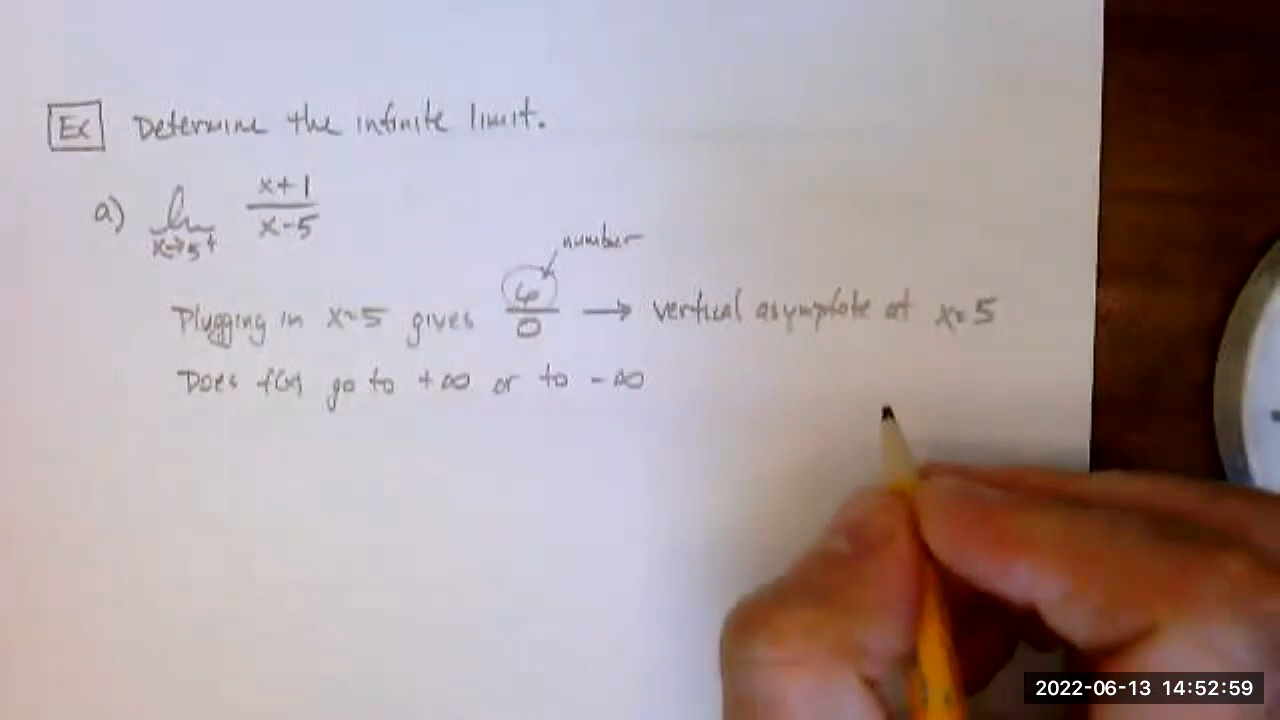 Ex Determine the infinite limit.
a) lim x→5⁺ x+1 / x-5
number
Plugging in x=5 gives 6/0 → vertical asymptote at x=5
Does f(x) go to +∞ or to -∞
2022-06-13 14:52:59